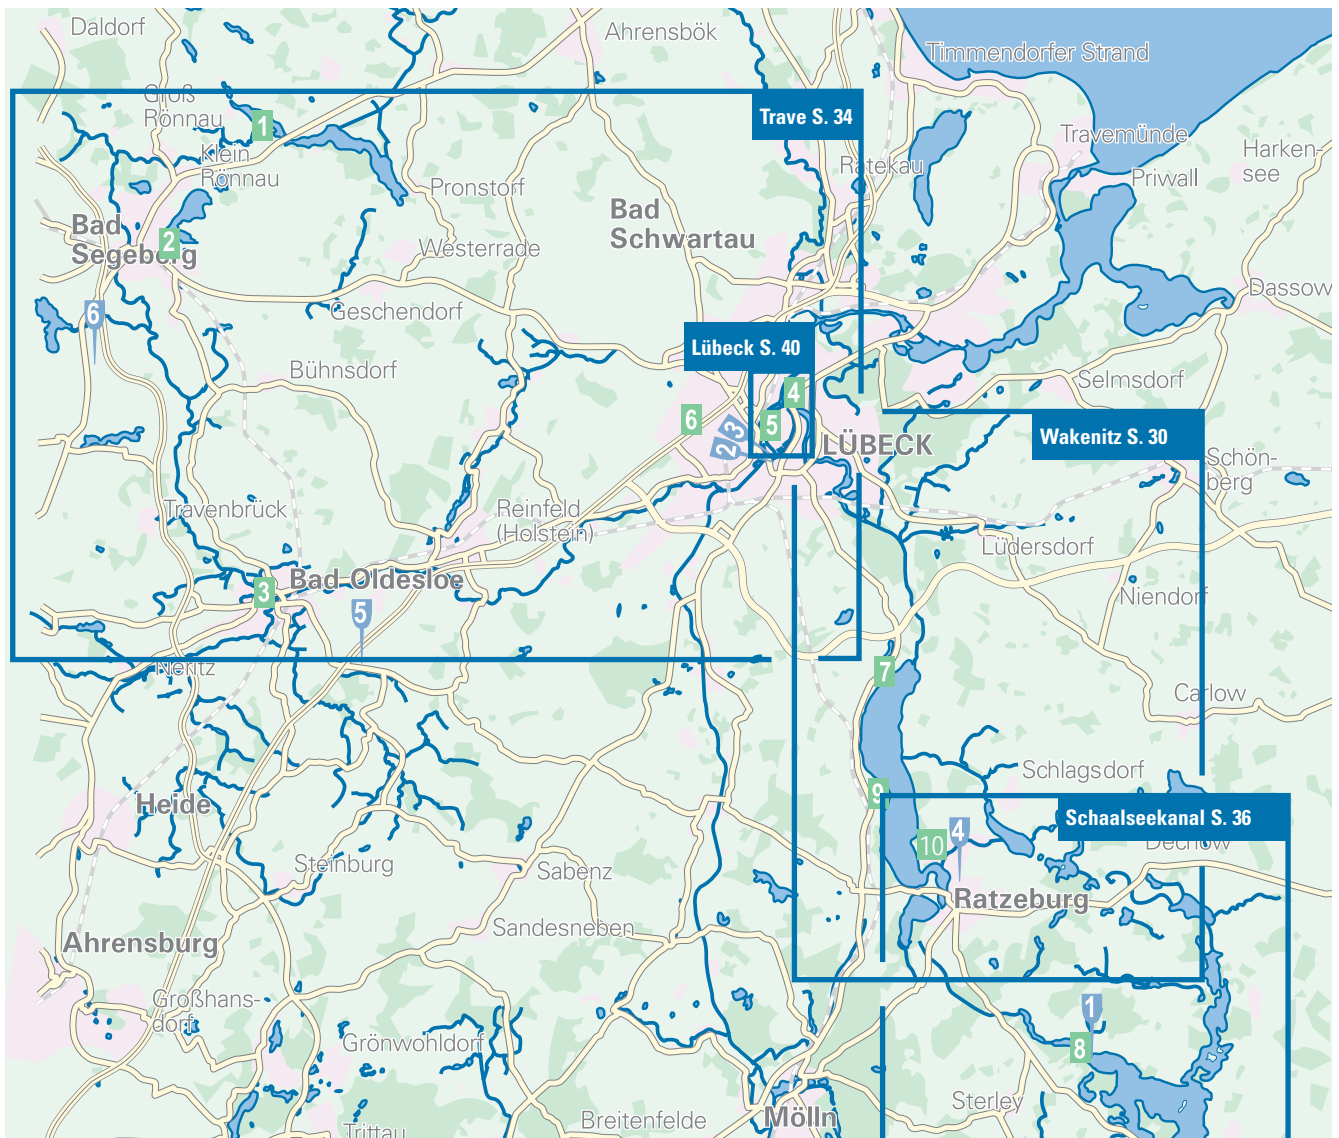 Daldorf
Ahrensbök
Timmendorfer Strand
Groß
Rönnau
1
Trave S. 34
Travemünde
Harken-
see
Klein
Rönnau
Ratekau
Priwall
Pronstorf
Bad
Schwartau
Bad
Segeberg
2
Westerrade
Dassow
6
Geschendorf
Lübeck S. 40
Bühnsdorf
Selmsdorf
4
6
5
2
3
LÜBECK
Wakenitz S. 30
Schön-
berg
Travenbrück
Reinfeld
(Holstein)
Lüdersdorf
3
Bad Oldesloe
5
Niendorf
Neritz
7
Carlow
Schlagsdorf
9
Heide
Schaalseekanal S. 36
10
4
Dechow
Steinburg
Sabenz
Ratzeburg
Sandesneben
Ahrensburg
Großhans-
dorf
1
Grönwohldorf
8
Sterley
Breitenfelde
Mölln
Trittau